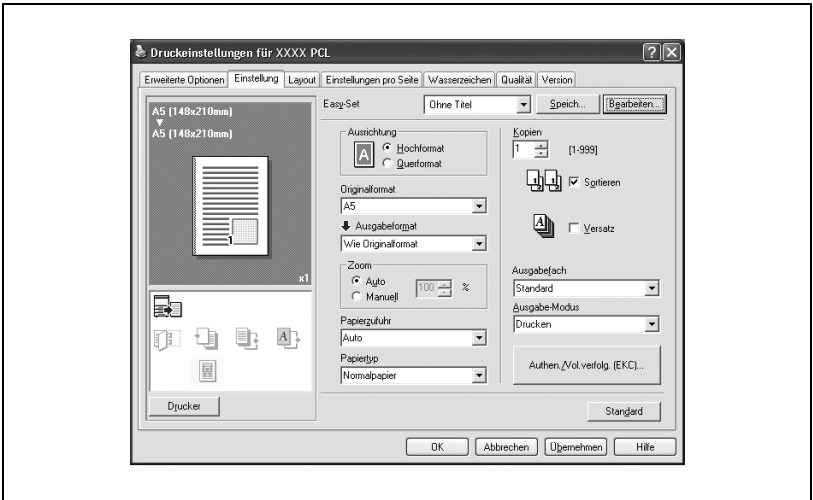 Druckeinstellungen für XXXX PCL
Erweiterte Optionen Einstellung Layout Einstellungen pro Seite Wasserzeichen Qualität Version
A5 (148x210mm)
A5 (148x210mm)
1
x1
Drucker
Easy-Set Ohne Titel Speich... Bearbeiten...
Ausrichtung
A
Hochformat
Querformat
Originalformat
A5
Ausgabeformat
Wie Originalformat
Zoom
Auto
Manuell
100 %
Papierzufuhr
Auto
Papiertyp
Normalpapier
Kopien
1 [1-999]
Sortieren
Versatz
Ausgabefach
Standard
Ausgabe-Modus
Drucken
Authen./Vol.verfolg. (EKC)...
Standard
OK Abbrechen Übernehmen Hilfe